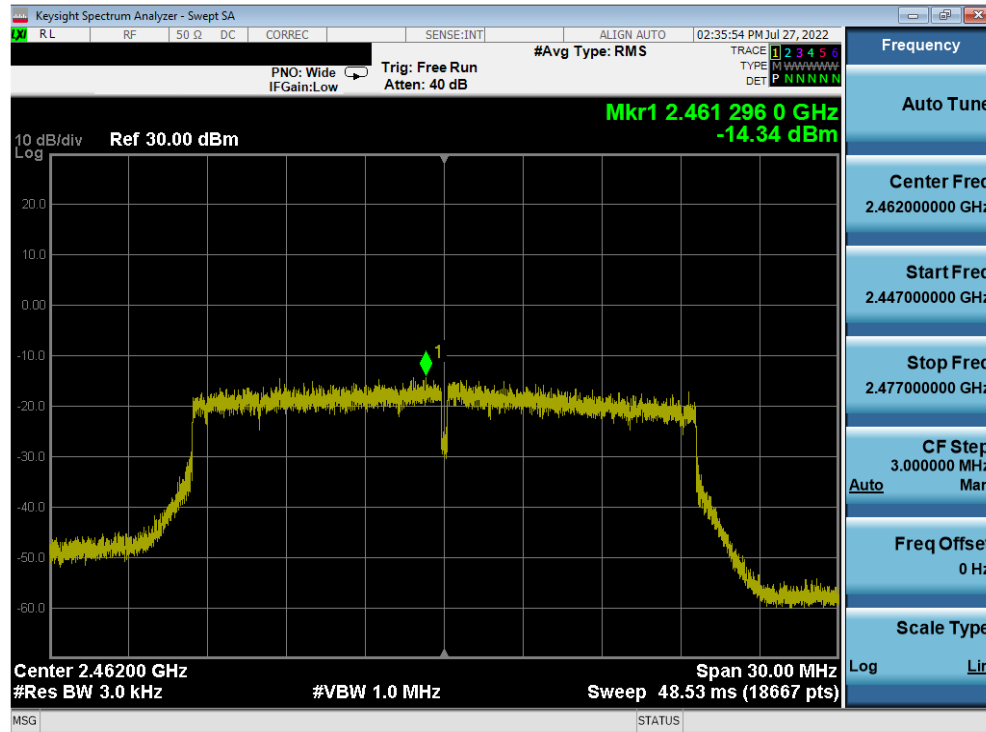 Keysight Spectrum Analyzer - Swept SA
LXI RL RF 50 Ω DC CORREC SENSE:INT ALIGN AUTO 02:35:54 PM Jul 27, 2022
#Avg Type: RMS TRACE 1 2 3 4 5 6
PNO: Wide Trig: Free Run TYPE M WWWWW
IFGain:Low Atten: 40 dB DET P N N N N N
Mkr1 2.461 296 0 GHz
10 dB/div Ref 30.00 dBm -14.34 dBm
Log
20.0
10.0
0.00
-10.0
1
-20.0
-30.0
-40.0
-50.0
-60.0
Center 2.46200 GHz Span 30.00 MHz
#Res BW 3.0 kHz #VBW 1.0 MHz Sweep 48.53 ms (18667 pts)
MSG STATUS
Frequency
Auto Tune
Center Freq
2.462000000 GHz
Start Freq
2.447000000 GHz
Stop Freq
2.477000000 GHz
CF Step
3.000000 MHz
Auto Man
Freq Offset
0 Hz
Scale Type
Log Lin